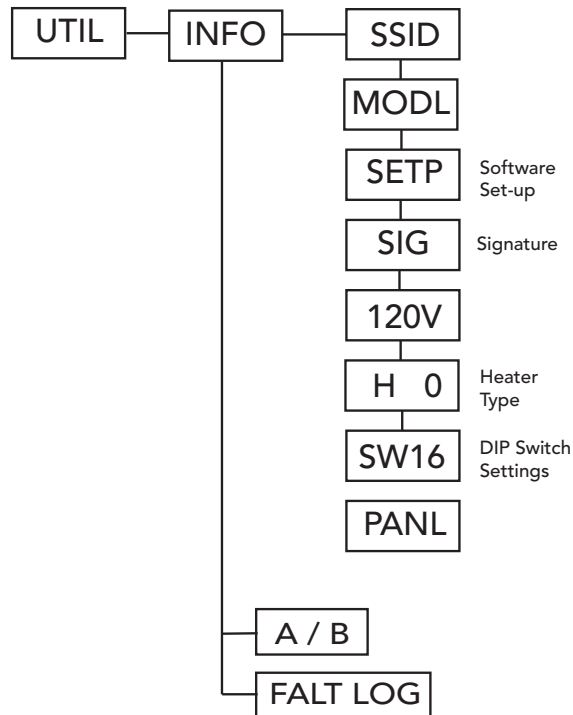 UTIL
INFO
SSID
MODL
SETP
Software
Set-up
SIG
Signature
120V
H 0
Heater
Type
SW16
DIP Switch
Settings
PANL
A / B
FALT LOG